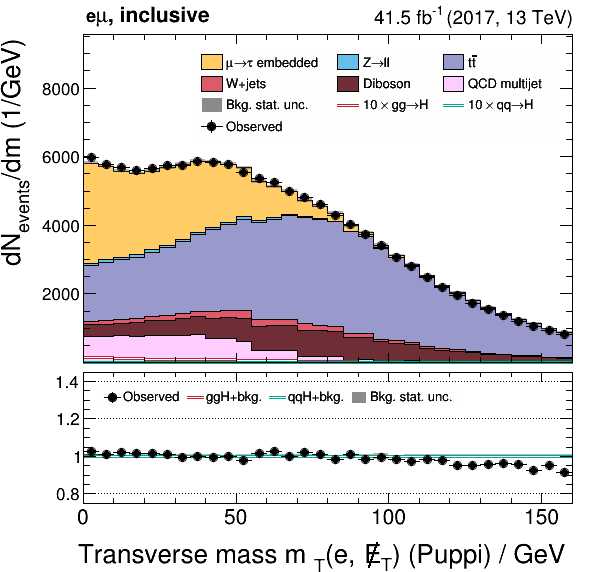 eμ, inclusive 41.5 fb⁻¹ (2017, 13 TeV)
dN_events/dm (1/GeV)
8000
6000
4000
2000
μ→τ embedded Z→ll tt̄
W+jets Diboson QCD multijet
Bkg. stat. unc. 10 × gg→H 10 × qq→H
Observed
1.4
1.2
1
0.8
Observed ggH+bkg. qqH+bkg. Bkg. stat. unc.
0 50 100 150
Transverse mass m_T(e, E̸_T) (Puppi) / GeV